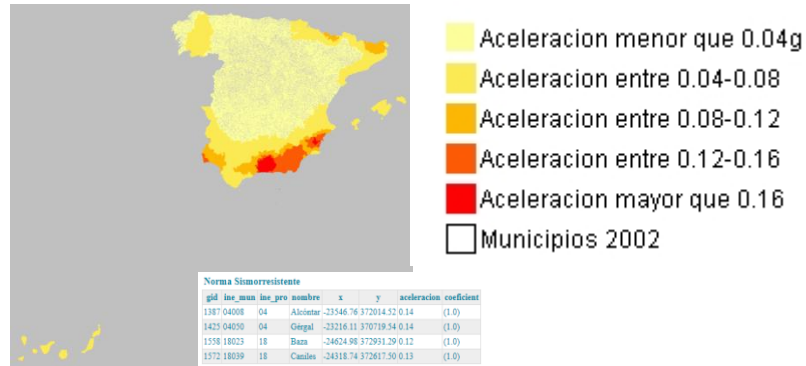 Aceleracion menor que 0.04g
Aceleracion entre 0.04-0.08
Aceleracion entre 0.08-0.12
Aceleracion entre 0.12-0.16
Aceleracion mayor que 0.16
Municipios 2002
Norma Sismorresistente
gid ine_mun ine_pro nombre x y aceleracion coeficient
1387 04008 04 Alcóntar -23546.76 372014.52 0.14 (1.0)
1425 04050 04 Gérgal -23216.11 370719.54 0.14 (1.0)
1558 18023 18 Baza -24624.98 372931.29 0.12 (1.0)
1572 18039 18 Caniles -24318.74 372617.50 0.13 (1.0)